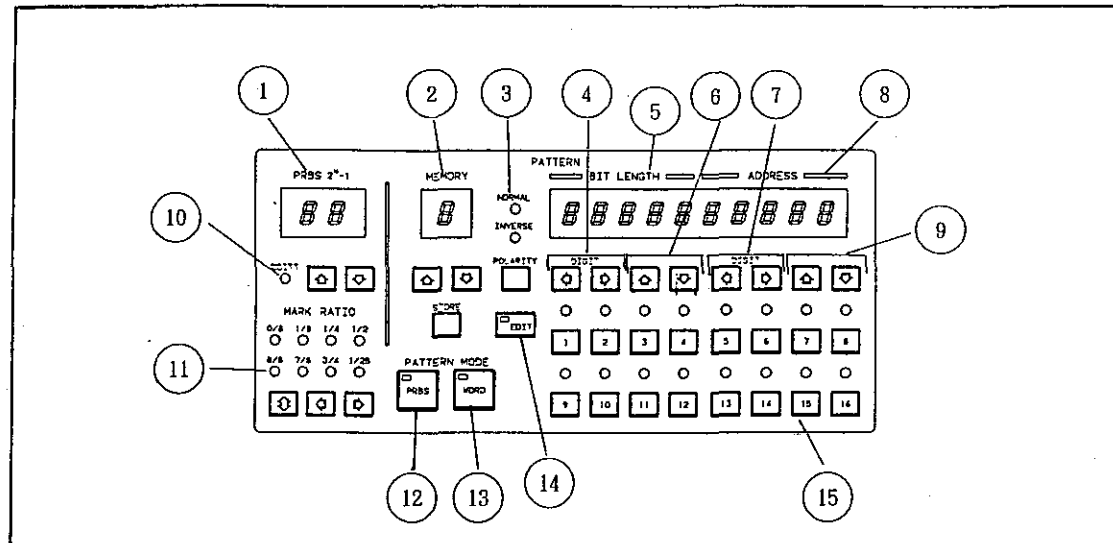 1 2 3 4 5 6 7 8
PATTERN
PRBS 2ᴺ-1 MEMORY BIT LENGTH ADDRESS
NORMAL
INVERSE
10 9
POLARITY DIGIT DIGIT
MARK RATIO STORE
EDIT
0/8 1/8 1/4 1/2
1 2 3 4 5 6 7 8
11 8/8 7/8 3/4 1/2S PATTERN MODE
PRBS WORD
9 10 11 12 13 14 15 16
12 13 14 15